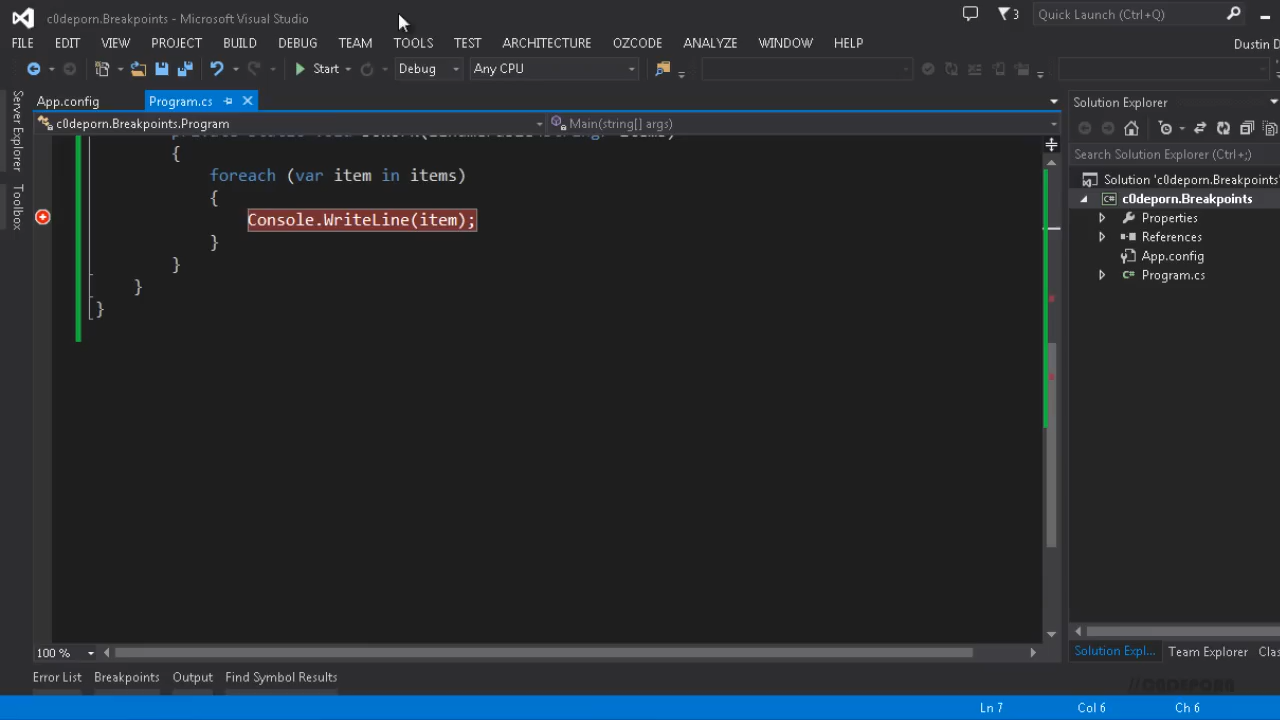 c0deporn.Breakpoints - Microsoft Visual Studio
3
Quick Launch (Ctrl+Q)
FILE EDIT VIEW PROJECT BUILD DEBUG TEAM TOOLS TEST ARCHITECTURE OZCODE ANALYZE WINDOW HELP
Dustin D
Start Debug Any CPU
Server Explorer
Toolbox
App.config Program.cs
c0deporn.Breakpoints.Program Main(string[] args)
{
foreach (var item in items)
{
Console.WriteLine(item);
}
}
}
}
100 %
Error List Breakpoints Output Find Symbol Results
Solution Explorer
Search Solution Explorer (Ctrl+;)
Solution 'c0deporn.Breakpoints'
c0deporn.Breakpoints
Properties
References
App.config
Program.cs
Solution Expl... Team Explorer Clas
Ln 7 Col 6 Ch 6